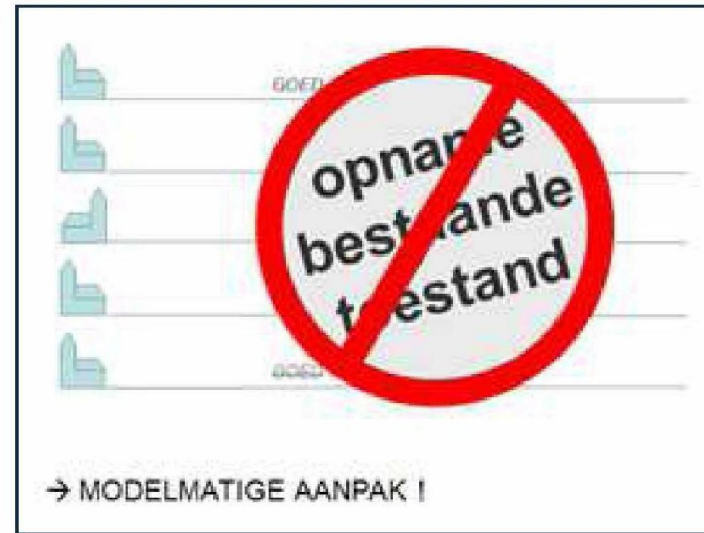 GOED
opname
bestaande
toestand
GOED
→ MODELMATIGE AANPAK !